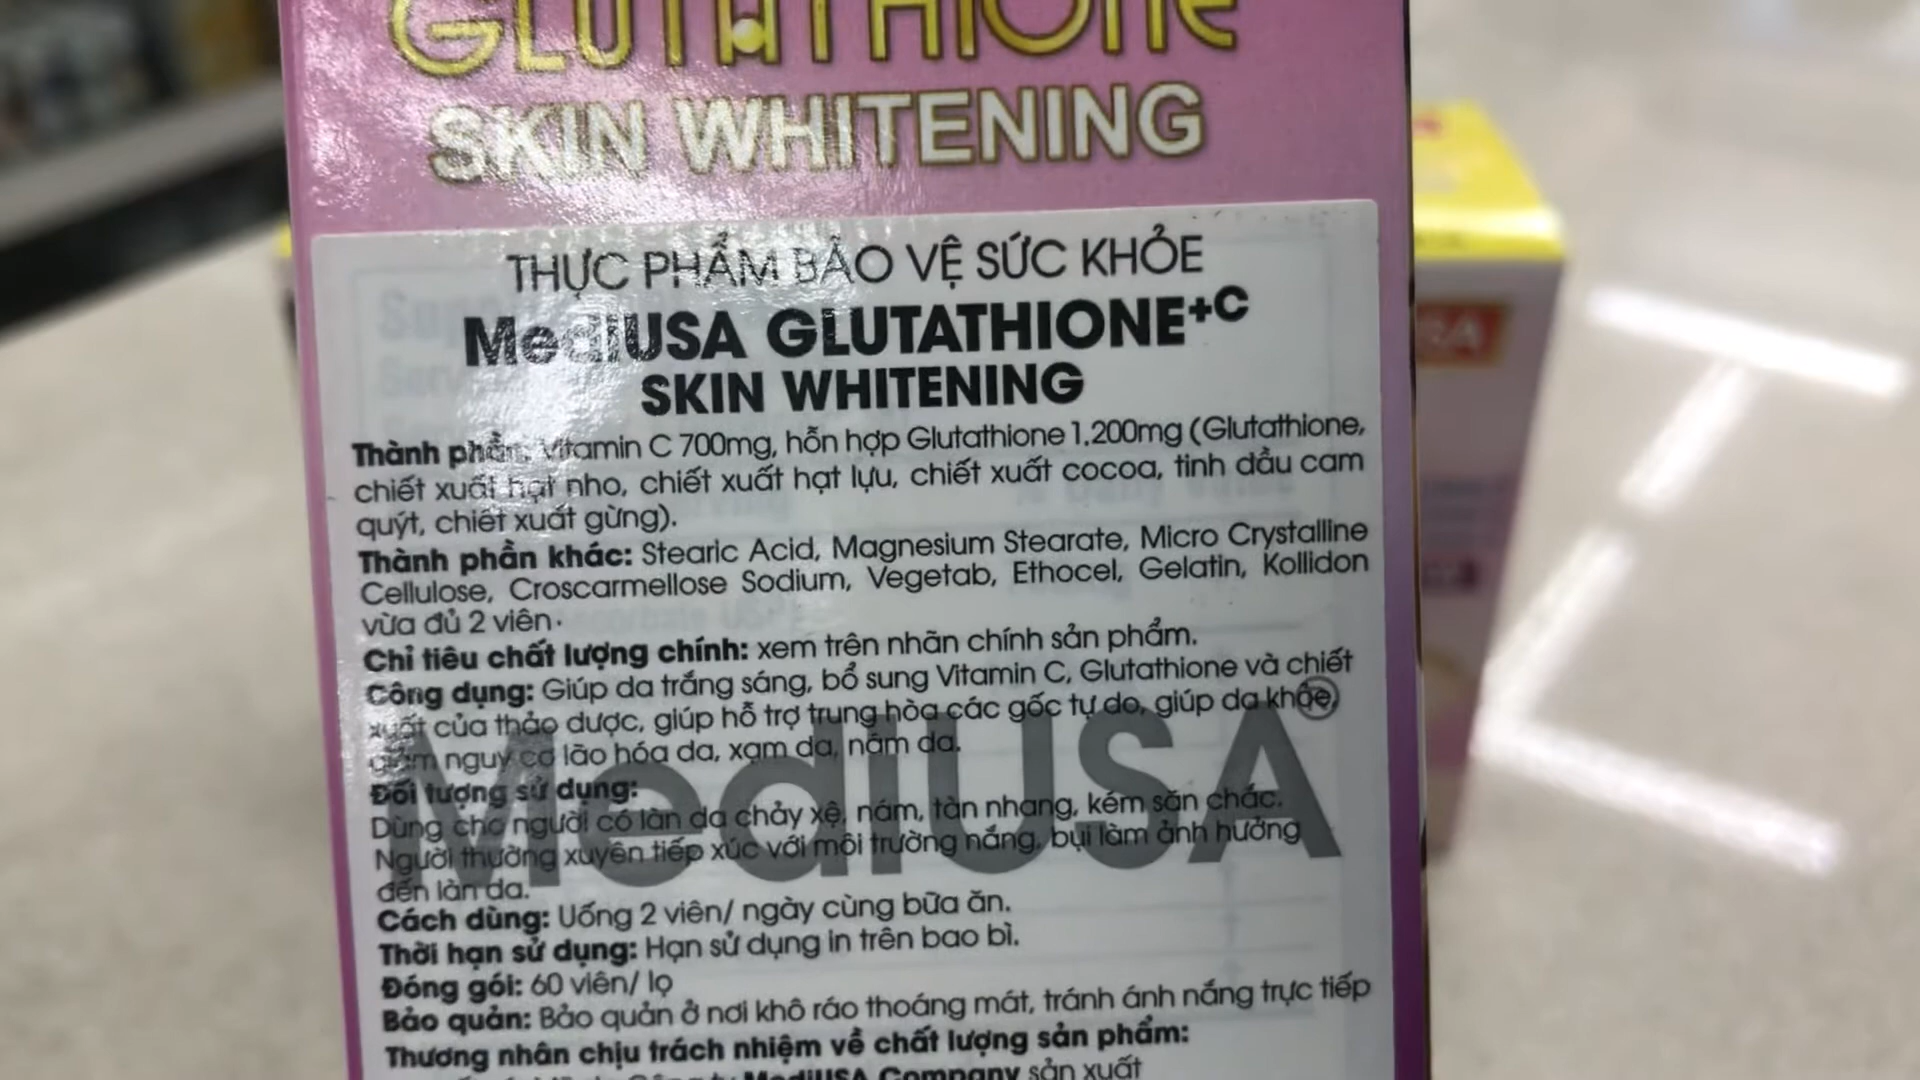 GLUTATHIONE
SKIN WHITENING
THỰC PHẨM BẢO VỆ SỨC KHỎE
MediUSA GLUTATHIONE+C
SKIN WHITENING
Thành phần: Vitamin C 700mg, hỗn hợp Glutathione 1.200mg (Glutathione,
chiết xuất hạt nho, chiết xuất hạt lựu, chiết xuất cocoa, tinh dầu cam
quýt, chiết xuất gừng).
Thành phần khác: Stearic Acid, Magnesium Stearate, Micro Crystalline
Cellulose, Croscarmellose Sodium, Vegetab, Ethocel, Gelatin, Kollidon
vừa đủ 2 viên.
Chỉ tiêu chất lượng chính: xem trên nhãn chính sản phẩm.
Công dụng: Giúp da trắng sáng, bổ sung Vitamin C, Glutathione và chiết
xuất của thảo dược, giúp hỗ trợ trung hòa các gốc tự do, giúp da khỏe,
giảm nguy cơ lão hóa da, xạm da, nám da.
MediUSA®
Đối tượng sử dụng:
Dùng cho người có làn da chảy xệ, nám, tàn nhang, kém săn chắc.
Người thường xuyên tiếp xúc với môi trường nắng, bụi làm ảnh hưởng
đến làn da.
Cách dùng: Uống 2 viên/ ngày cùng bữa ăn.
Thời hạn sử dụng: Hạn sử dụng in trên bao bì.
Đóng gói: 60 viên/ lọ
Bảo quản: Bảo quản ở nơi khô ráo thoáng mát, tránh ánh nắng trực tiếp
Thương nhân chịu trách nhiệm về chất lượng sản phẩm:
MediUSA Company sản xuất